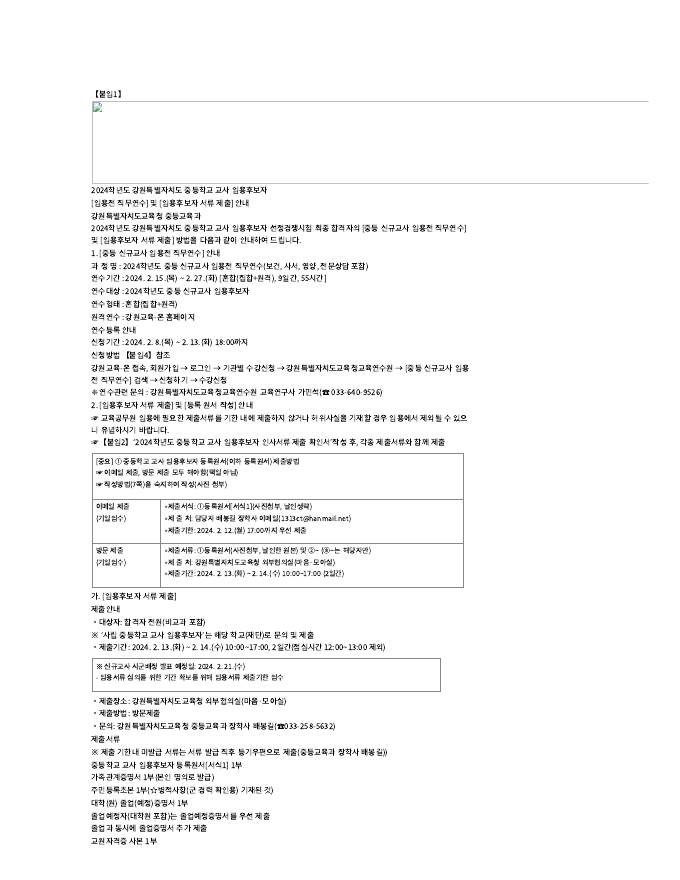 【붙임1】
2024학년도 강원특별자치도 중등학교 교사 임용후보자
[임용전 직무연수] 및 [임용후보자 서류 제출] 안내
강원특별자치도교육청 중등교육과
2024학년도 강원특별자치도 중등학교 교사 임용후보자 선정경쟁시험 최종 합격자의 [중등 신규교사 임용전 직무연수]
및 [임용후보자 서류 제출] 방법을 다음과 같이 안내하여 드립니다.
1. [중등 신규교사 임용전 직무연수] 안내
과 정 명 : 2024학년도 중등 신규교사 임용전 직무연수(보건, 사서, 영양, 전문상담 포함)
연수기간 : 2024. 2. 15.(목) ~ 2. 27.(화) [혼합(집합+원격), 9일간, 55시간]
연수대상 : 2024학년도 중등 신규교사 임용후보자
연수형태 : 혼합(집합+원격)
원격연수 : 강원교육-온 홈페이지
연수등록 안내
신청기간 : 2024. 2. 8.(목) ~ 2. 13.(화) 18:00까지
신청방법 【붙임4】 참조
강원교육-온 접속, 회원가입 → 로그인 → 기관별 수강신청 → 강원특별자치도교육청교육연수원 → [중등 신규교사 임용
전 직무연수] 검색 → 신청하기 → 수강신청
※ 연수관련 문의 : 강원특별자치도교육청교육연수원 교육연구사 가민석(☎ 033-640-9526)
2. [임용후보자 서류 제출] 및 [등록 원서 작성] 안내
☞ 교육공무원 임용에 필요한 제출서류를 기한 내에 제출하지 않거나 허위사실을 기재할 경우 임용에서 제외될 수 있으
니 유념하시기 바랍니다.
☞ 【붙임2】 '2024학년도 중등학교 교사 임용후보자 인사서류 제출 확인서'작성 후, 각종 제출서류와 함께 제출
[중요] ① 중등학교 교사 임용후보자 등록원서(이하 등록원서) 제출방법
☞ 이메일 제출, 방문 제출 모두 해야함(택일 아님)
☞ 작성방법(7쪽)을 숙지하여 작성(사진 첨부)
이메일 제출
(기일엄수)
∘제출서식: ①등록원서[서식1](사진첨부, 날인생략)
∘제 출 처: 담당자 배봉길 장학사 이메일(1313ct@hanmail.net)
∘제출기한: 2024. 2. 12.(월) 17:00까지 우선 제출
방문 제출
(기일엄수)
∘제출서류: ①등록원서(사진첨부, 날인한 원본) 및 ②~ (⑧~는 해당자만)
∘제 출 처: 강원특별자치도교육청 외부협의실(마음·모아실)
∘제출기간: 2024. 2. 13.(화) ~ 2. 14.(수) 10:00~17:00 (2일간)
가. [임용후보자 서류 제출]
제출안내
∘ 대상자: 합격자 전원(비교과 포함)
※ '사립 중등학교 교사 임용후보자'는 해당 학교(재단)로 문의 및 제출
∘ 제출기간: 2024. 2. 13.(화) ~ 2. 14.(수) 10:00~17:00, 2일간(점심시간 12:00~13:00 제외)
※ 신규교사 시군배정 발표 예정일: 2024. 2. 21.(수)
- 임용서류 심의를 위한 기간 확보를 위해 임용서류 제출기한 엄수
∘ 제출장소: 강원특별자치도교육청 외부협의실(마음·모아실)
∘ 제출방법: 방문제출
∘ 문의: 강원특별자치도교육청 중등교육과 장학사 배봉길(☎033-258-5632)
제출서류
※ 제출 기한 내 미발급 서류는 서류 발급 직후 등기우편으로 제출(중등교육과 장학사 배봉길)
중등학교 교사 임용후보자 등록원서[서식1] 1부
가족관계증명서 1부(본인 명의로 발급)
주민등록초본 1부(☆병적사항(군 경력 확인용) 기재된 것)
대학(원) 졸업(예정)증명서 1부
졸업예정자(대학원 포함)는 졸업예정증명서를 우선 제출
졸업과 동시에 졸업증명서 추가 제출
교원자격증 사본 1부